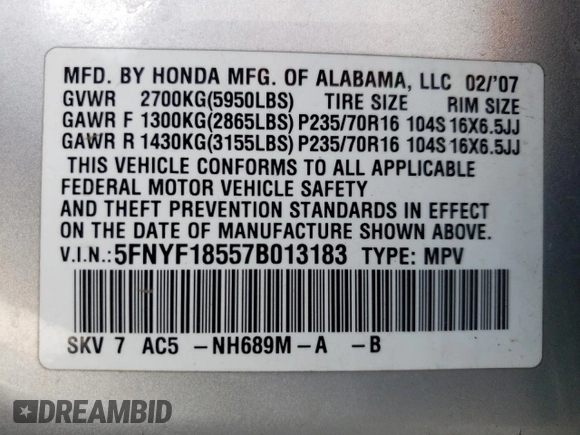 MFD. BY HONDA MFG. OF ALABAMA, LLC 02/'07
GVWR 2700KG(5950LBS) TIRE SIZE RIM SIZE
GAWR F 1300KG(2865LBS) P235/70R16 104S 16X6.5JJ
GAWR R 1430KG(3155LBS) P235/70R16 104S 16X6.5JJ
THIS VEHICLE CONFORMS TO ALL APPLICABLE
FEDERAL MOTOR VEHICLE SAFETY
AND THEFT PREVENTION STANDARDS IN EFFECT
ON THE DATE OF MANUFACTURE SHOWN ABOVE.
V.I.N.:5FNYF18557B013183 TYPE: MPV
SKV 7 AC5 -NH689M-A -B
DREAMBID